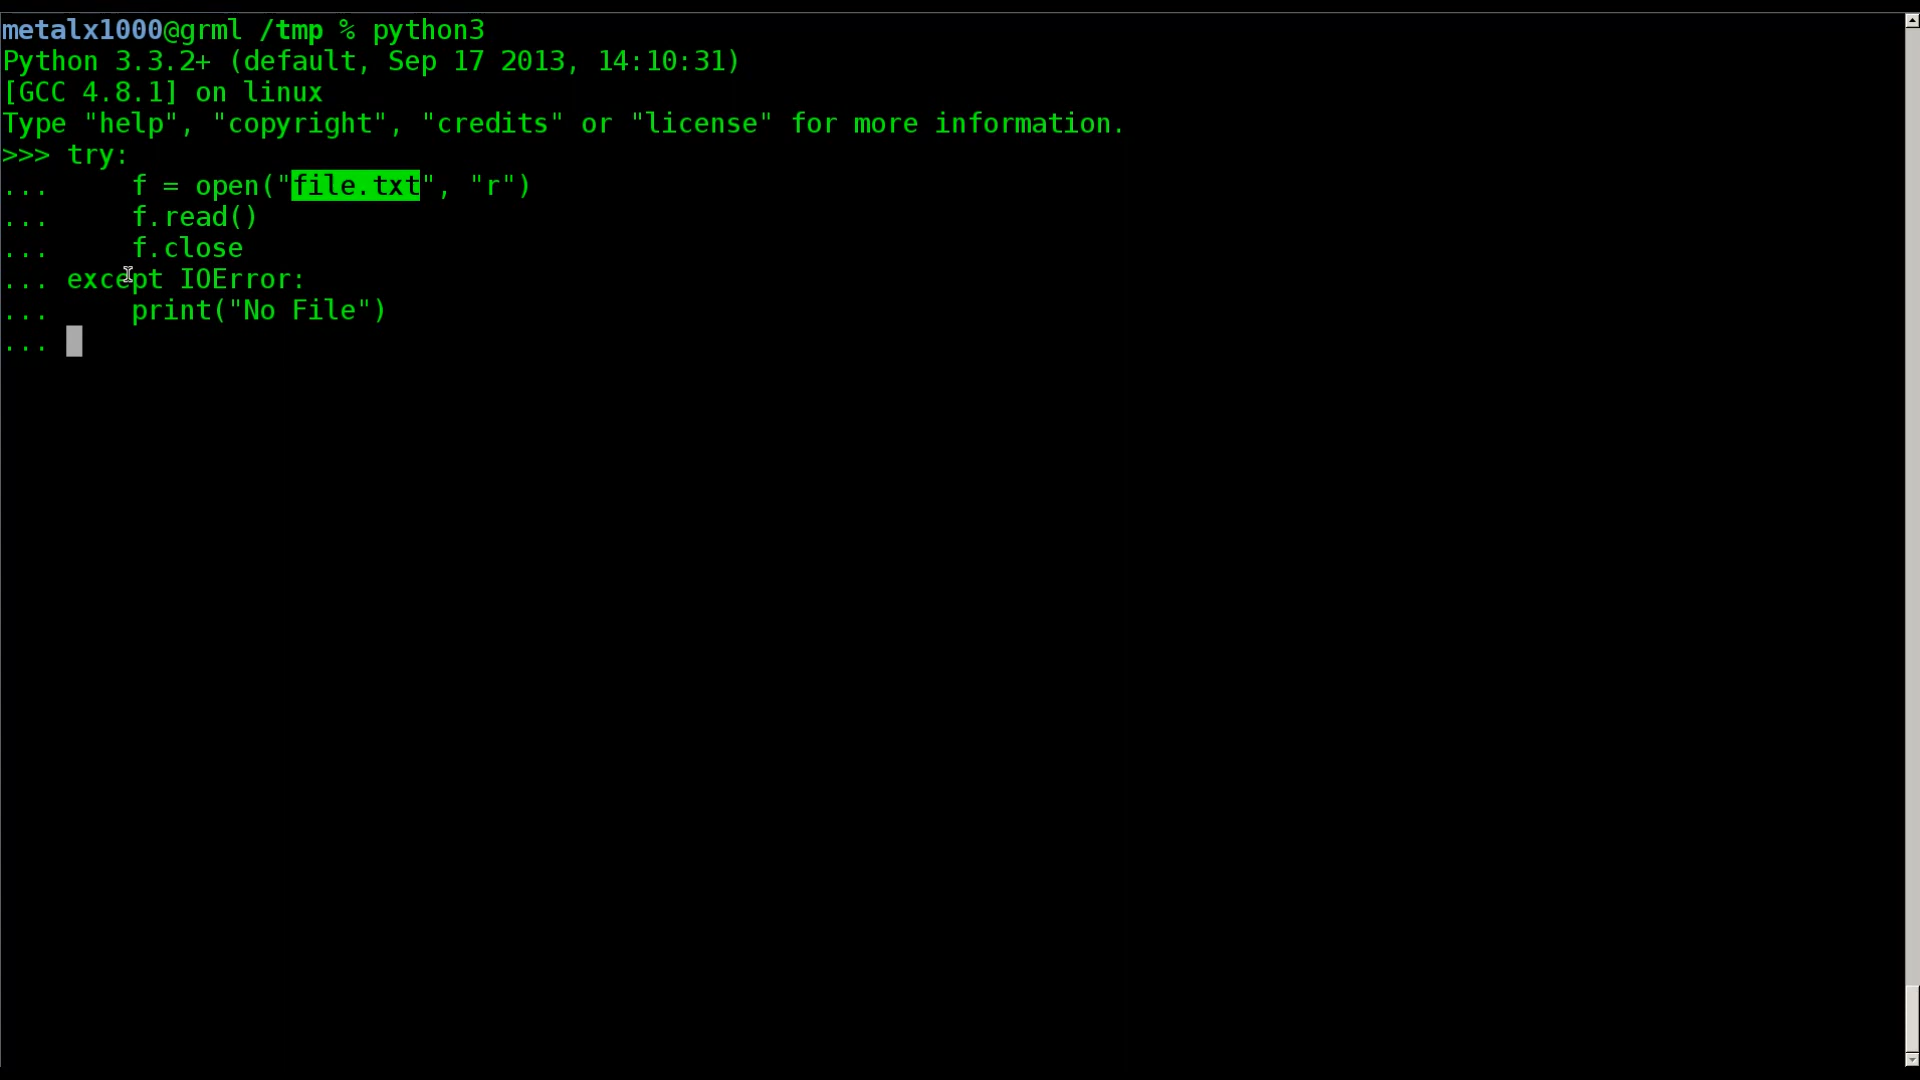 metalx1000@grml /tmp % python3
Python 3.3.2+ (default, Sep 17 2013, 14:10:31)
[GCC 4.8.1] on linux
Type "help", "copyright", "credits" or "license" for more information.
>>> try:
...     f = open("file.txt", "r")
...     f.read()
...     f.close
... except IOError:
...     print("No File")
...